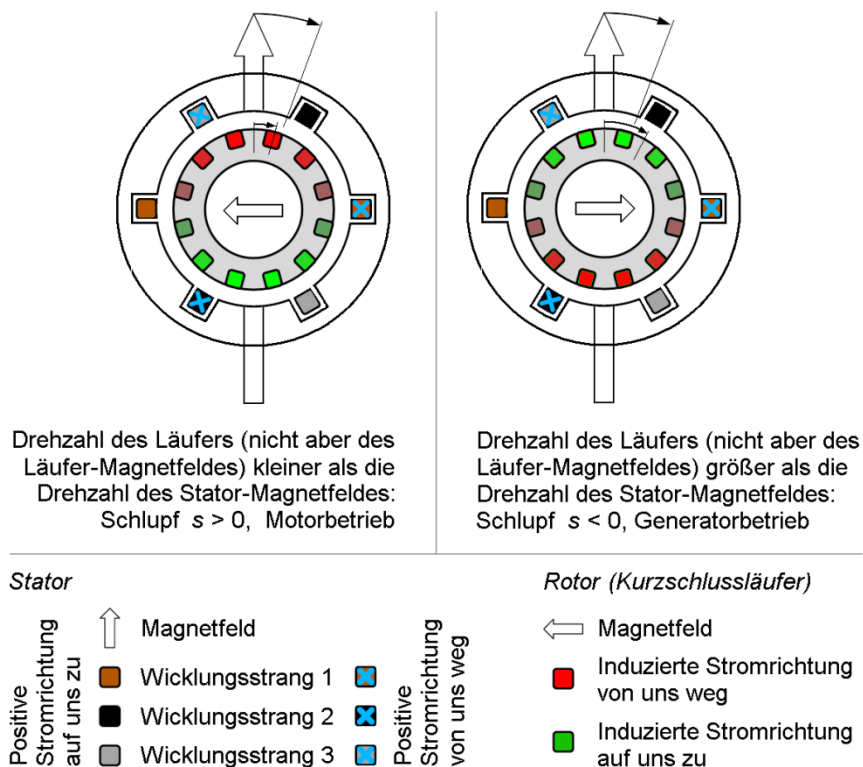 Drehzahl des Läufers (nicht aber des
Läufer-Magnetfeldes) kleiner als die
Drehzahl des Stator-Magnetfeldes:
Schlupf s > 0, Motorbetrieb
Drehzahl des Läufers (nicht aber des
Läufer-Magnetfeldes) größer als die
Drehzahl des Stator-Magnetfeldes:
Schlupf s < 0, Generatorbetrieb
Stator
Positive
Stromrichtung
auf uns zu
Magnetfeld
Wicklungsstrang 1
Wicklungsstrang 2
Wicklungsstrang 3
Positive
Stromrichtung
von uns weg
Rotor (Kurzschlussläufer)
Magnetfeld
Induzierte Stromrichtung
von uns weg
Induzierte Stromrichtung
auf uns zu